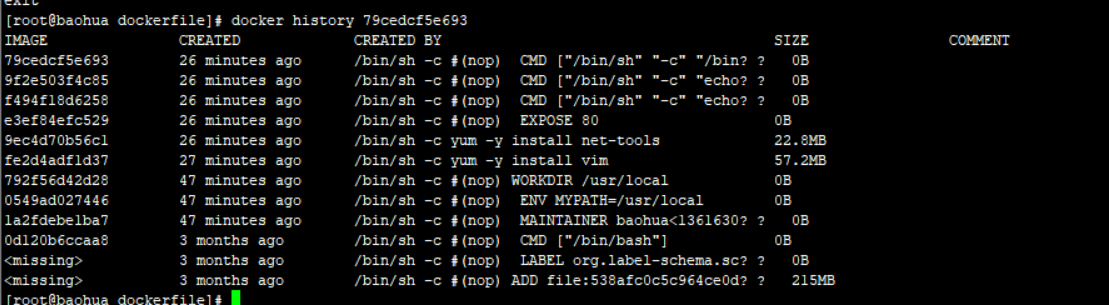 exit
[root@baohua dockerfile]# docker history 79cedcf5e693
IMAGE CREATED CREATED BY SIZE COMMENT
79cedcf5e693 26 minutes ago /bin/sh -c #(nop) CMD ["/bin/sh" "-c" "/bin? ? 0B
9f2e503f4c85 26 minutes ago /bin/sh -c #(nop) CMD ["/bin/sh" "-c" "echo? ? 0B
f494f18d6258 26 minutes ago /bin/sh -c #(nop) CMD ["/bin/sh" "-c" "echo? ? 0B
e3ef84efc529 26 minutes ago /bin/sh -c #(nop) EXPOSE 80 0B
9ec4d70b56c1 26 minutes ago /bin/sh -c yum -y install net-tools 22.8MB
fe2d4adf1d37 27 minutes ago /bin/sh -c yum -y install vim 57.2MB
792f56d42d28 47 minutes ago /bin/sh -c #(nop) WORKDIR /usr/local 0B
0549ad027446 47 minutes ago /bin/sh -c #(nop) ENV MYPATH=/usr/local 0B
1a2fdebe1ba7 47 minutes ago /bin/sh -c #(nop) MAINTAINER baohua<1361630? ? 0B
0d120b6ccaa8 3 months ago /bin/sh -c #(nop) CMD ["/bin/bash"] 0B
<missing> 3 months ago /bin/sh -c #(nop) LABEL org.label-schema.sc? ? 0B
<missing> 3 months ago /bin/sh -c #(nop) ADD file:538afc0c5c964ce0d? ? 215MB
[root@baohua dockerfile]#